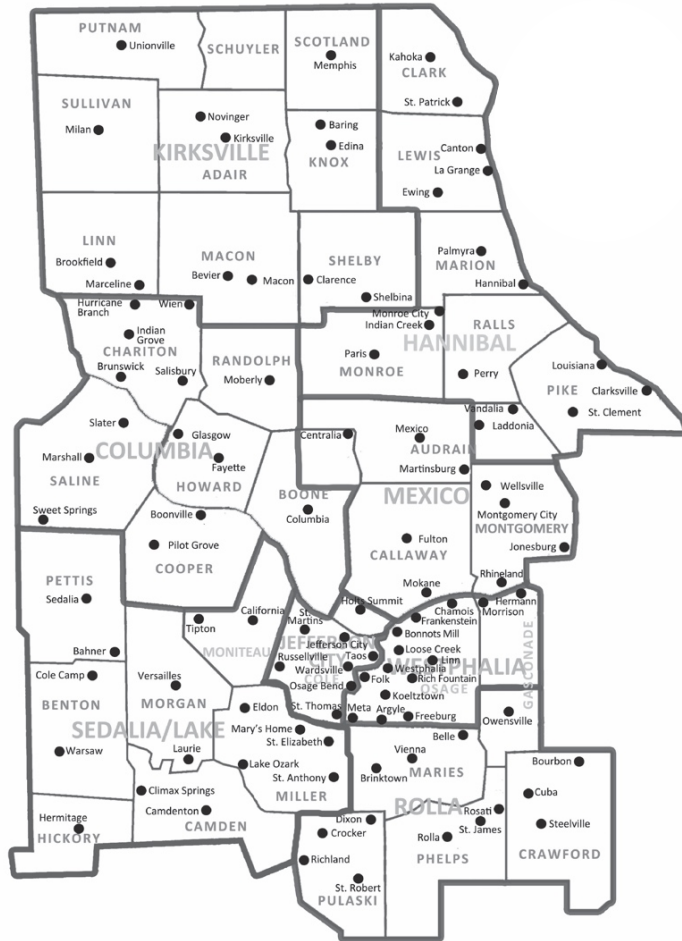 PUTNAM
Unionville
SCHUYLER
SCOTLAND
Memphis
Kahoka
CLARK
St. Patrick
SULLIVAN
Milan
Novinger
Kirksville
KIRKSVILLE
ADAIR
Baring
Edina
KNOX
LEWIS
Canton
La Grange
Ewing
LINN
Brookfield
Marceline
MACON
Bevier
Macon
SHELBY
Clarence
Shelbina
Palmyra
MARION
Hannibal
Hurricane
Branch
Wien
Indian
Grove
CHARITON
Brunswick
Salisbury
RANDOLPH
Moberly
Monroe City
Indian Creek
HANNIBAL
Paris
MONROE
RALLS
Perry
Louisiana
PIKE
Clarksville
St. Clement
Vandalia
Laddonia
Slater
COLUMBIA
Marshall
SALINE
Sweet Springs
Glasgow
Fayette
HOWARD
Centralia
BOONE
Columbia
Mexico
AUDRAIN
Martinsburg
MEXICO
Boonville
Pilot Grove
COOPER
Fulton
CALLAWAY
Mokane
Wellsville
Montgomery City
MONTGOMERY
Jonesburg
Rhineland
PETTIS
Sedalia
Bahner
Tipton
California
MONITEAU
St.
Martins
Holts Summit
JEFFERSON
CITY
Jefferson City
Russellville
Taos
Wardsville
COLE
Osage Bend
St. Thomas
Chamois
Frankenstein
Bonnots Mill
Loose Creek
Linn
WESTPHALIA
Westphalia
Folk
Rich Fountain
OSAGE
Koeltztown
Meta
Argyle
Freeburg
Hermann
Morrison
GASCONADE
Owensville
Cole Camp
BENTON
Warsaw
Versailles
MORGAN
SEDALIA/LAKE
Laurie
Eldon
Mary's Home
St. Elizabeth
Lake Ozark
St. Anthony
MILLER
Belle
Vienna
MARIES
Brinktown
ROLLA
Bourbon
Cuba
Steelville
CRAWFORD
Climax Springs
Camdenton
CAMDEN
Hermitage
HICKORY
Dixon
Crocker
Richland
St. Robert
PULASKI
Rosati
St. James
Rolla
PHELPS